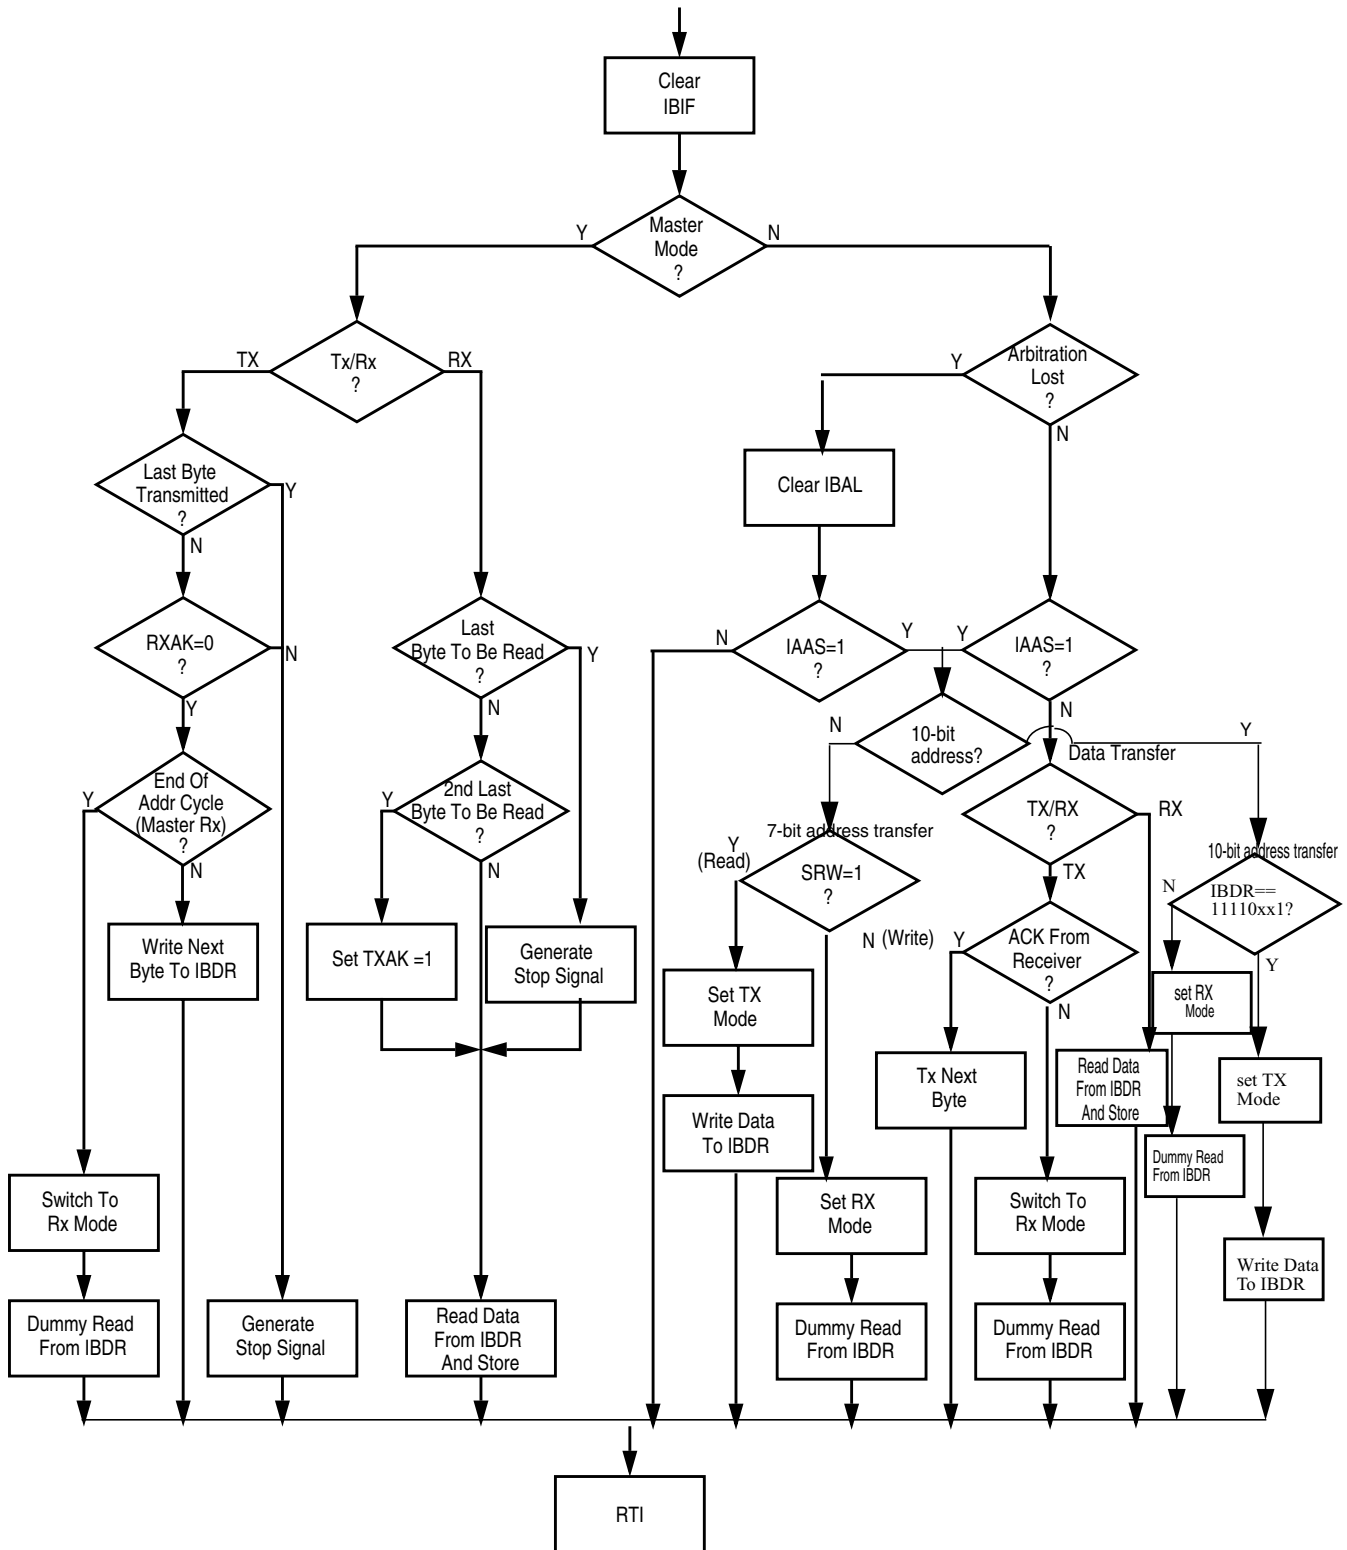 Clear
IBIF
Master
Mode
?
Y
N
Tx/Rx
?
TX
RX
Arbitration
Lost
?
Y
N
Last Byte
Transmitted
?
Y
N
Clear IBAL
RXAK=0
?
N
Y
Last
Byte To Be Read
?
Y
N
IAAS=1
?
N
Y
IAAS=1
?
Y
N
10-bit
address?
N
Y
Data Transfer
End Of
Addr Cycle
(Master Rx)
?
Y
N
2nd Last
Byte To Be Read
?
Y
N
7-bit address transfer
SRW=1
?
Y
(Read)
N (Write)
TX/RX
?
RX
TX
10-bit address transfer
IBDR==
11110xx1?
N
Y
Write Next
Byte To IBDR
Set TXAK =1
Generate
Stop Signal
ACK From
Receiver
?
Y
N
Set TX
Mode
set RX
Mode
Tx Next
Byte
Read Data
From IBDR
And Store
set TX
Mode
Write Data
To IBDR
Dummy Read
From IBDR
Switch To
Rx Mode
Set RX
Mode
Switch To
Rx Mode
Write Data
To IBDR
Dummy Read
From IBDR
Generate
Stop Signal
Read Data
From IBDR
And Store
Dummy Read
From IBDR
Dummy Read
From IBDR
RTI